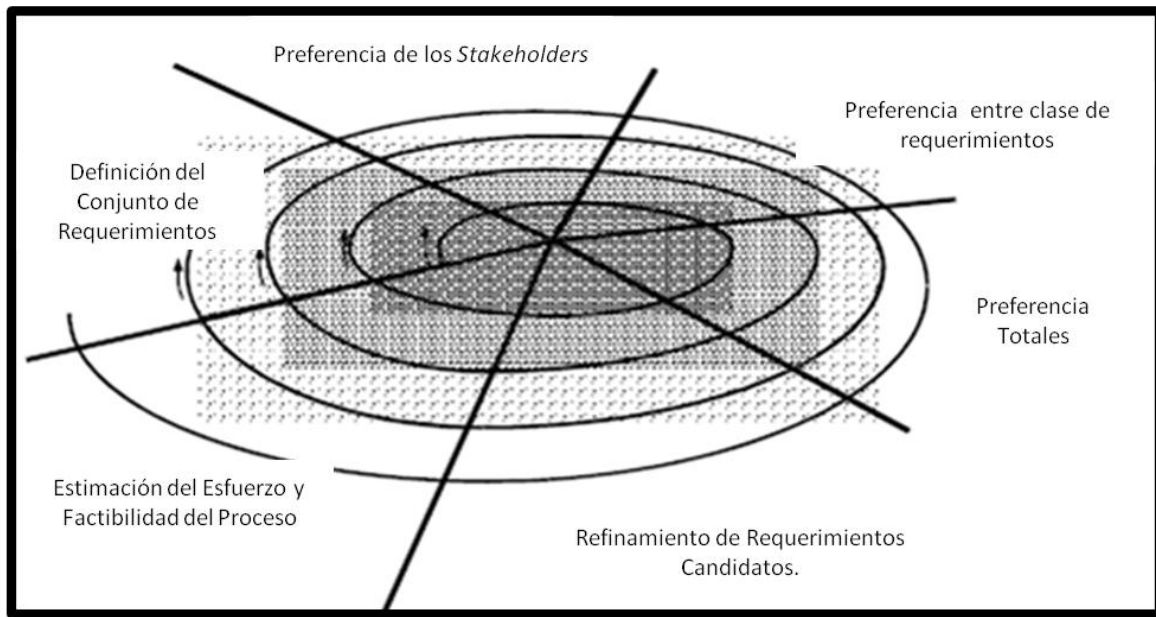 Preferencia de los Stakeholders
Preferencia entre clase de
requerimientos
Definición del
Conjunto de
Requerimientos
Preferencia
Totales
Estimación del Esfuerzo y
Factibilidad del Proceso
Refinamiento de Requerimientos
Candidatos.